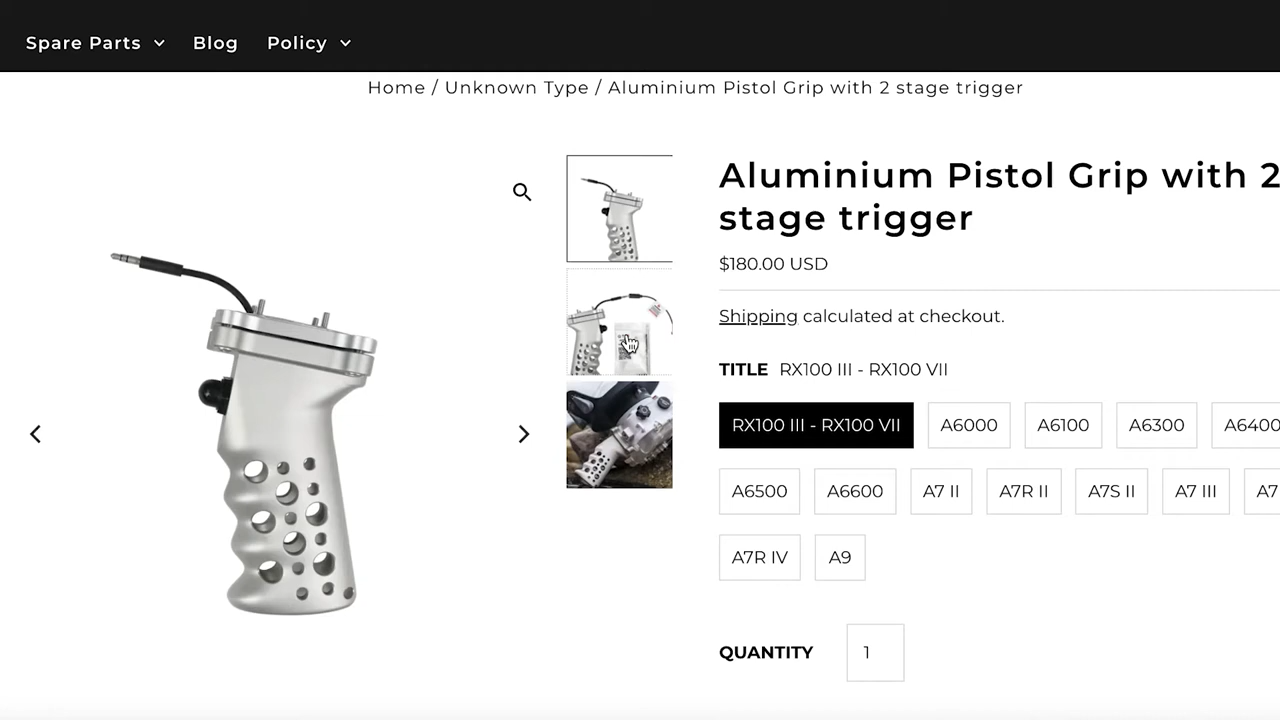 Spare Parts Blog Policy
Home / Unknown Type / Aluminium Pistol Grip with 2 stage trigger
Aluminium Pistol Grip with 2
stage trigger
$180.00 USD
Shipping calculated at checkout.
TITLE RX100 III - RX100 VII
RX100 III - RX100 VII A6000 A6100 A6300 A6400
A6500 A6600 A7 II A7R II A7S II A7 III A7
A7R IV A9
QUANTITY 1